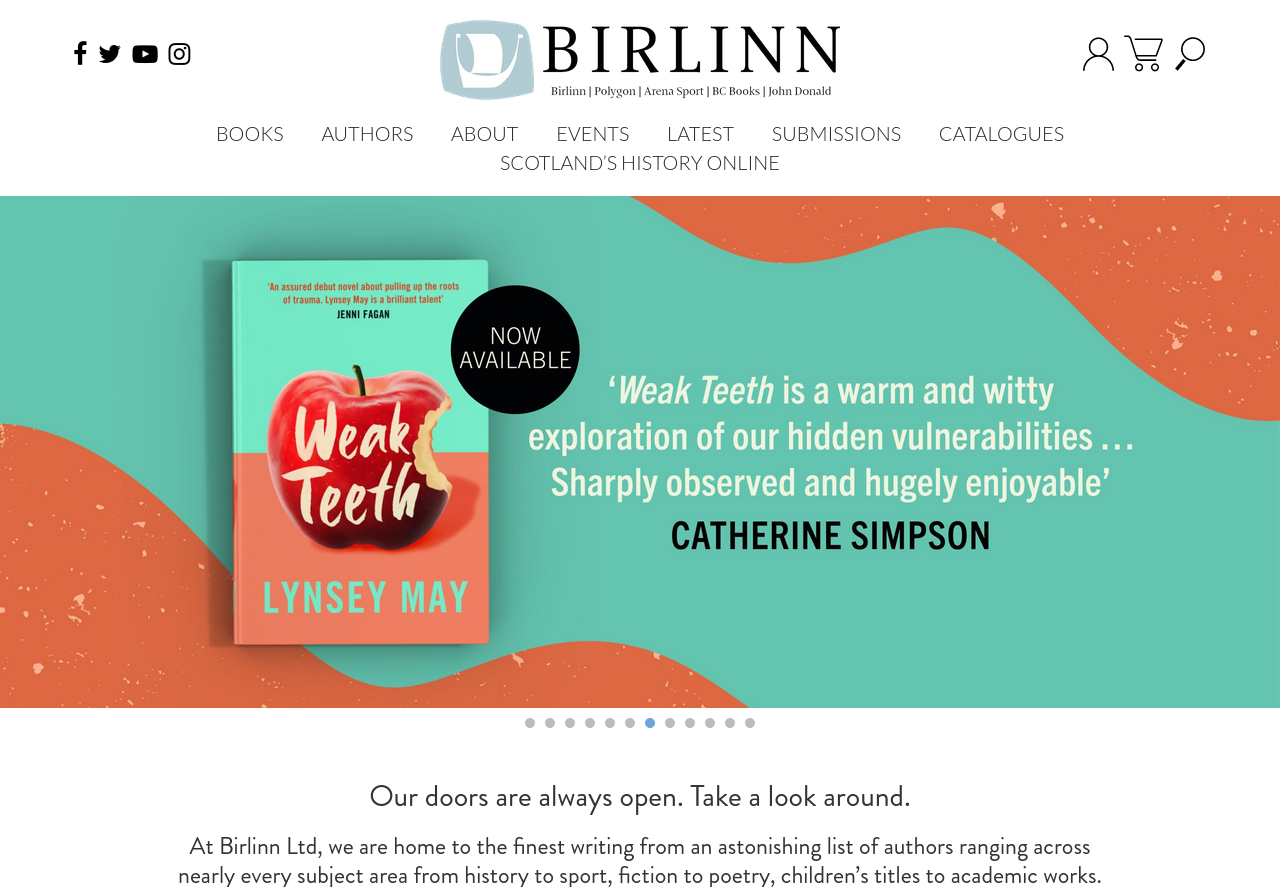 BIRLINN
Birlinn | Polygon | Arena Sport | BC Books | John Donald
BOOKS AUTHORS ABOUT EVENTS LATEST SUBMISSIONS CATALOGUES
SCOTLAND’S HISTORY ONLINE
‘An assured debut novel about pulling up the roots
of trauma. Lynsey May is a brilliant talent’
JENNI FAGAN
Weak
Teeth
LYNSEY MAY
NOW
AVAILABLE
‘Weak Teeth is a warm and witty
exploration of our hidden vulnerabilities …
Sharply observed and hugely enjoyable’
CATHERINE SIMPSON
Our doors are always open. Take a look around.
At Birlinn Ltd, we are home to the finest writing from an astonishing list of authors ranging across
nearly every subject area from history to sport, fiction to poetry, children’s titles to academic works.